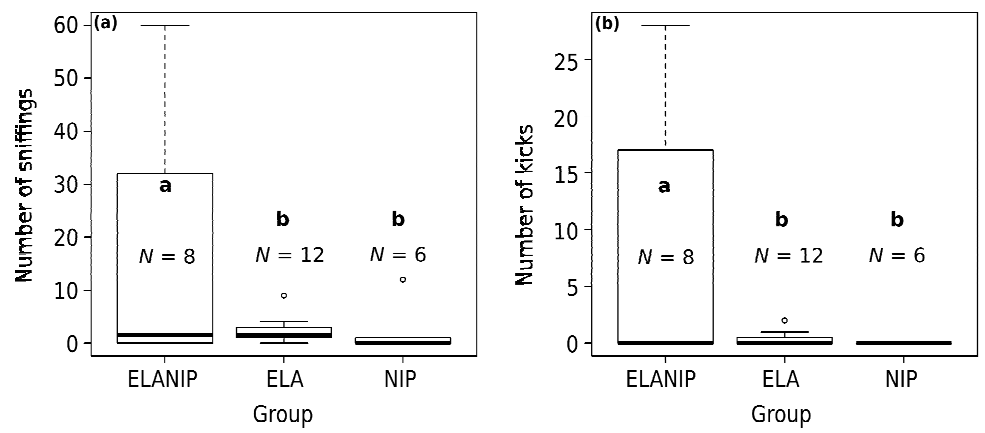 (a)
Number of sniffings
60
50
40
30
20
10
0
a
b
b
N = 8
N = 12
N = 6
ELANIP
ELA
NIP
Group
(b)
Number of kicks
25
20
15
10
5
0
a
b
b
N = 8
N = 12
N = 6
ELANIP
ELA
NIP
Group